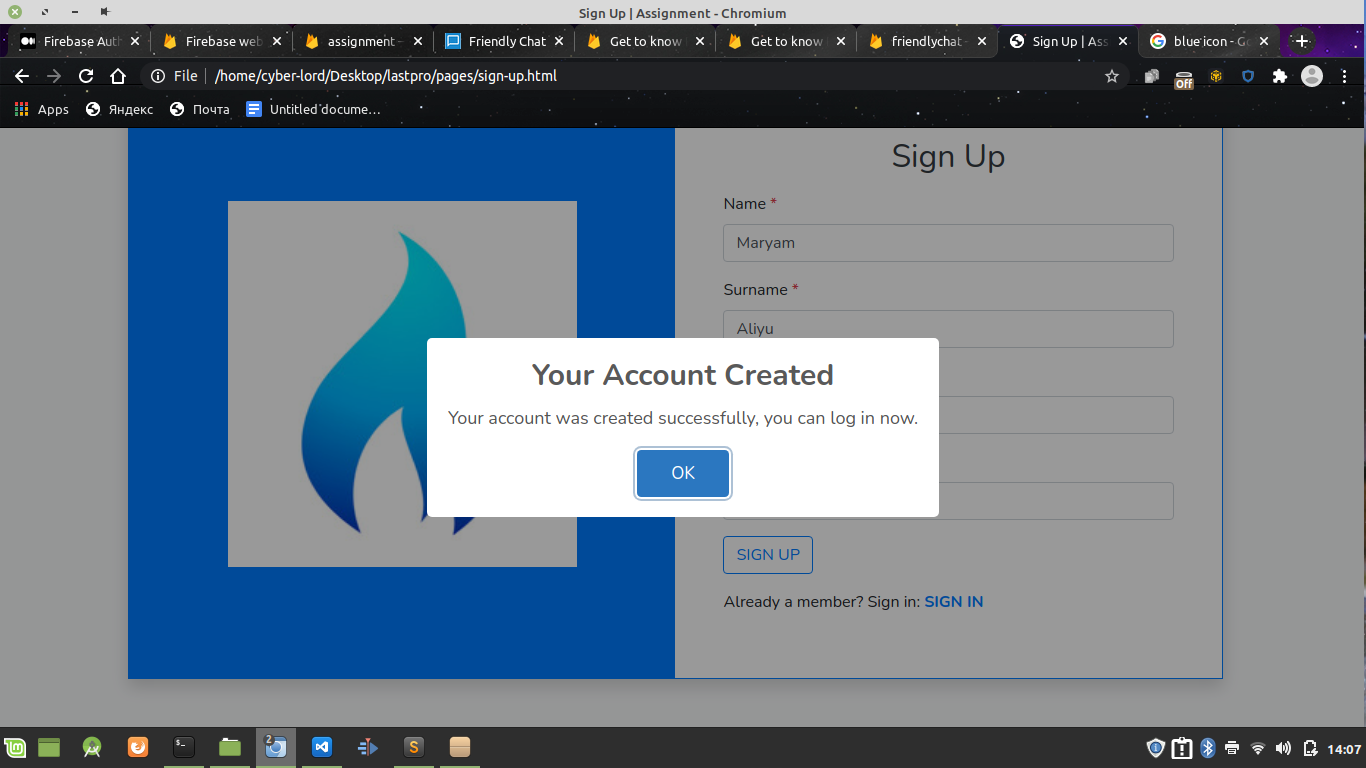 Sign Up | Assignment - Chromium
Firebase Auth
Firebase web
assignment –
Friendly Chat
Get to know
Get to know
friendlychat –
Sign Up | Ass
blue icon - Go
File
/home/cyber-lord/Desktop/lastpro/pages/sign-up.html
Off
Apps
Яндекс
Почта
Untitled docume...
Sign Up
Name *
Maryam
Surname *
Aliyu
Your Account Created
Your account was created successfully, you can log in now.
OK
SIGN UP
Already a member? Sign in: SIGN IN
2
14:07